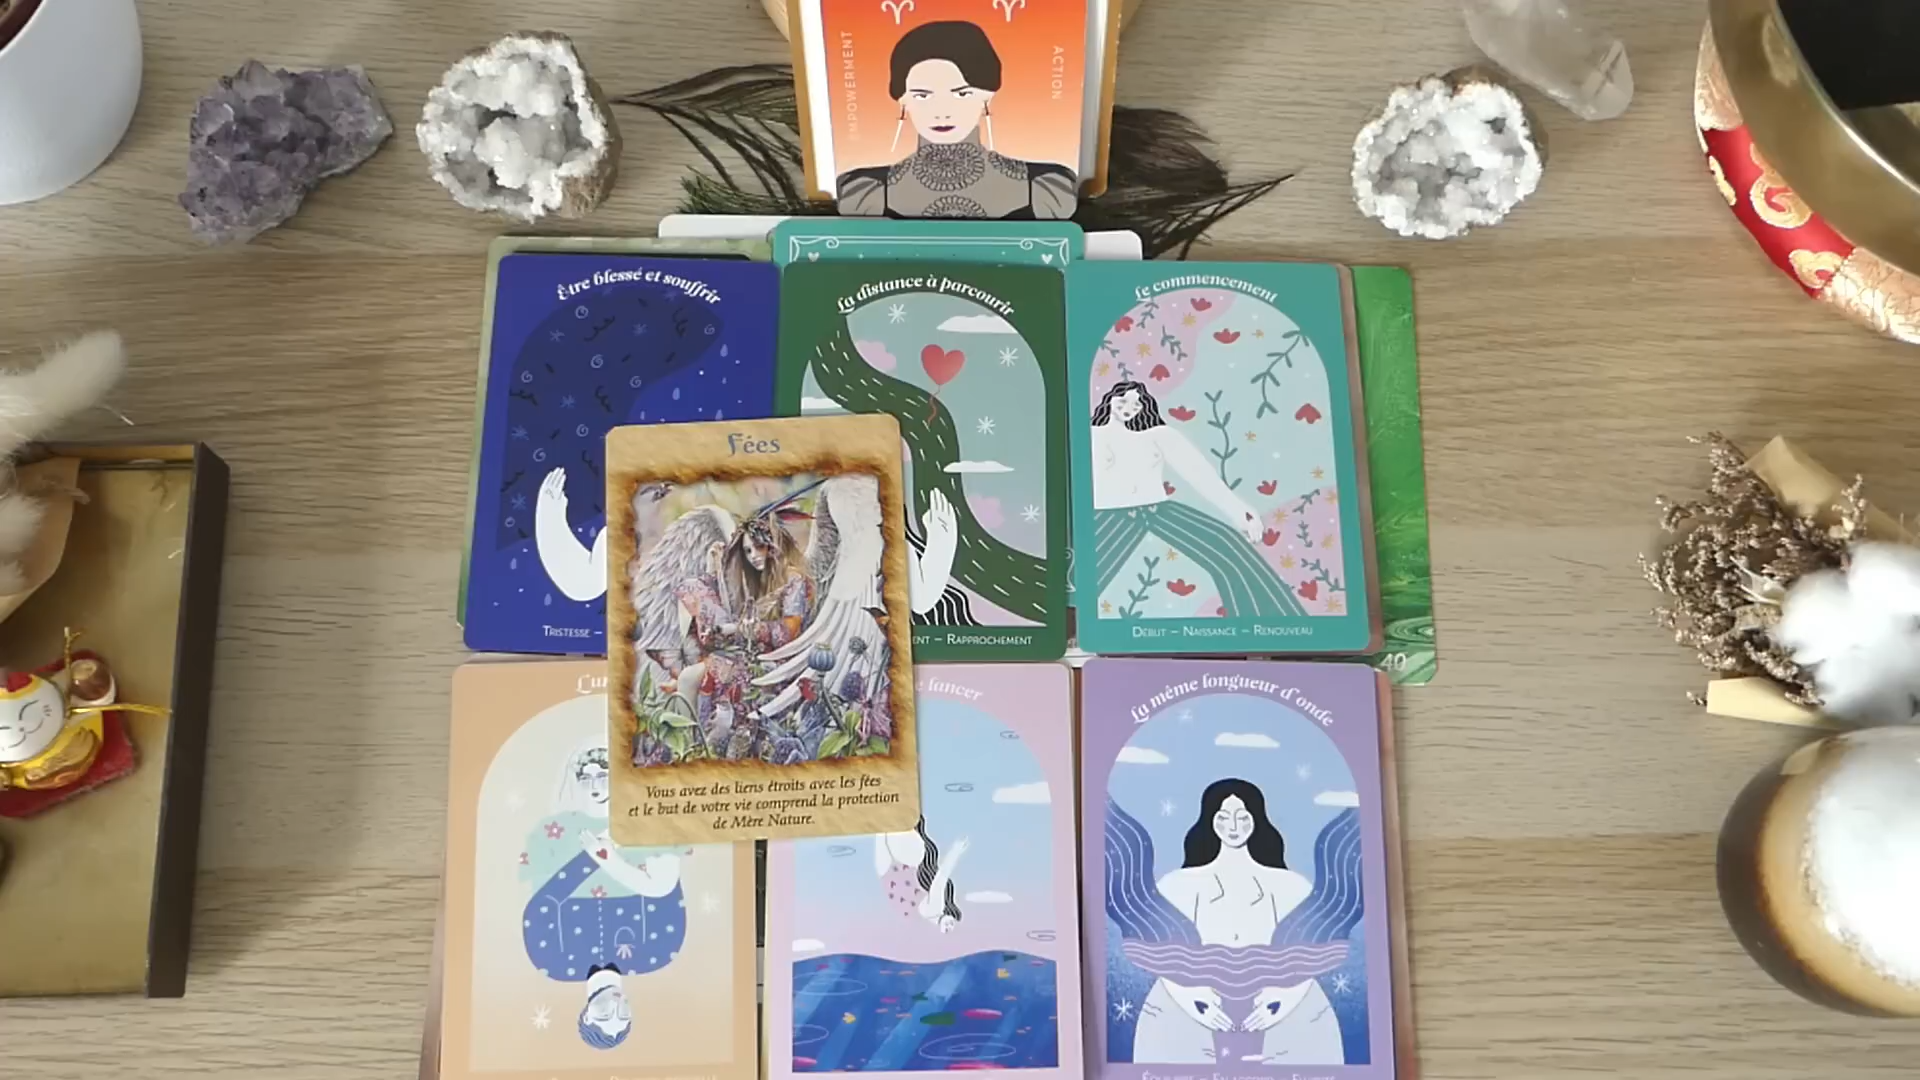 EMPOWERMENT
ACTION
Être blessé et souffrir
La distance à parcourir
Le commencement
Fées
TRISTESSE –
– RAPPROCHEMENT
DÉBUT – NAISSANCE – RENOUVEAU
40
lancer
La même longueur d'onde
Vous avez des liens étroits avec les fées
et le but de votre vie comprend la protection
de Mère Nature.